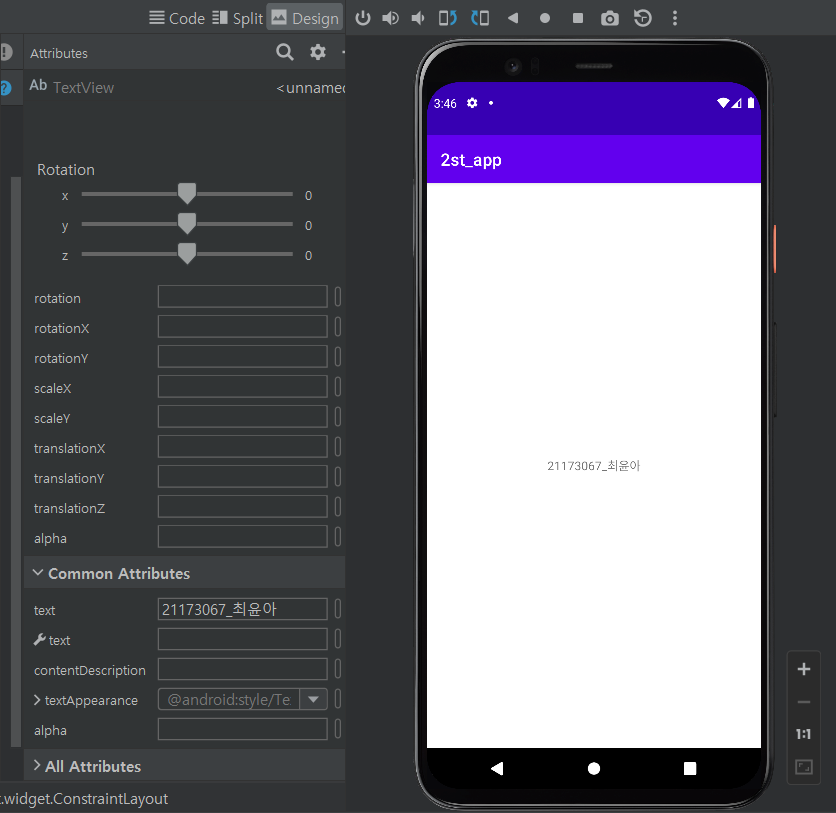 Code Split Design
Attributes
Ab TextView <unnamed
Rotation
x 0
y 0
z 0
rotation
rotationX
rotationY
scaleX
scaleY
translationX
translationY
translationZ
alpha
Common Attributes
text 21173067_최윤아
text
contentDescription
textAppearance @android:style/Te
alpha
All Attributes
.widget.ConstraintLayout
3:46
2st_app
21173067_최윤아
1:1